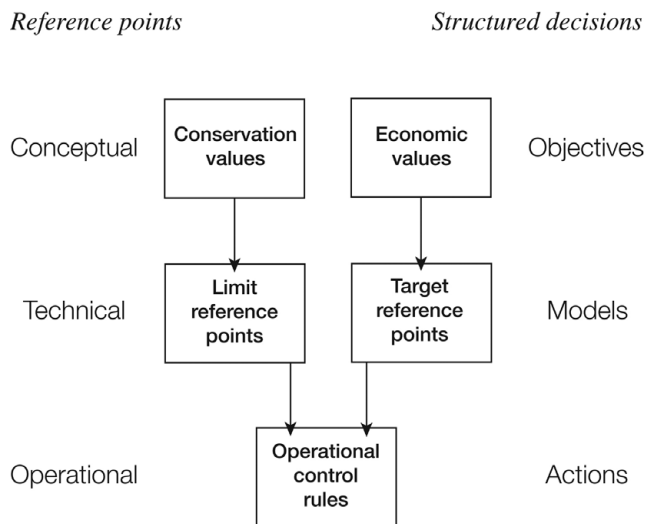 Reference points
Structured decisions
Conceptual
Conservation
values
Economic
values
Objectives
Technical
Limit
reference
points
Target
reference
points
Models
Operational
Operational
control
rules
Actions